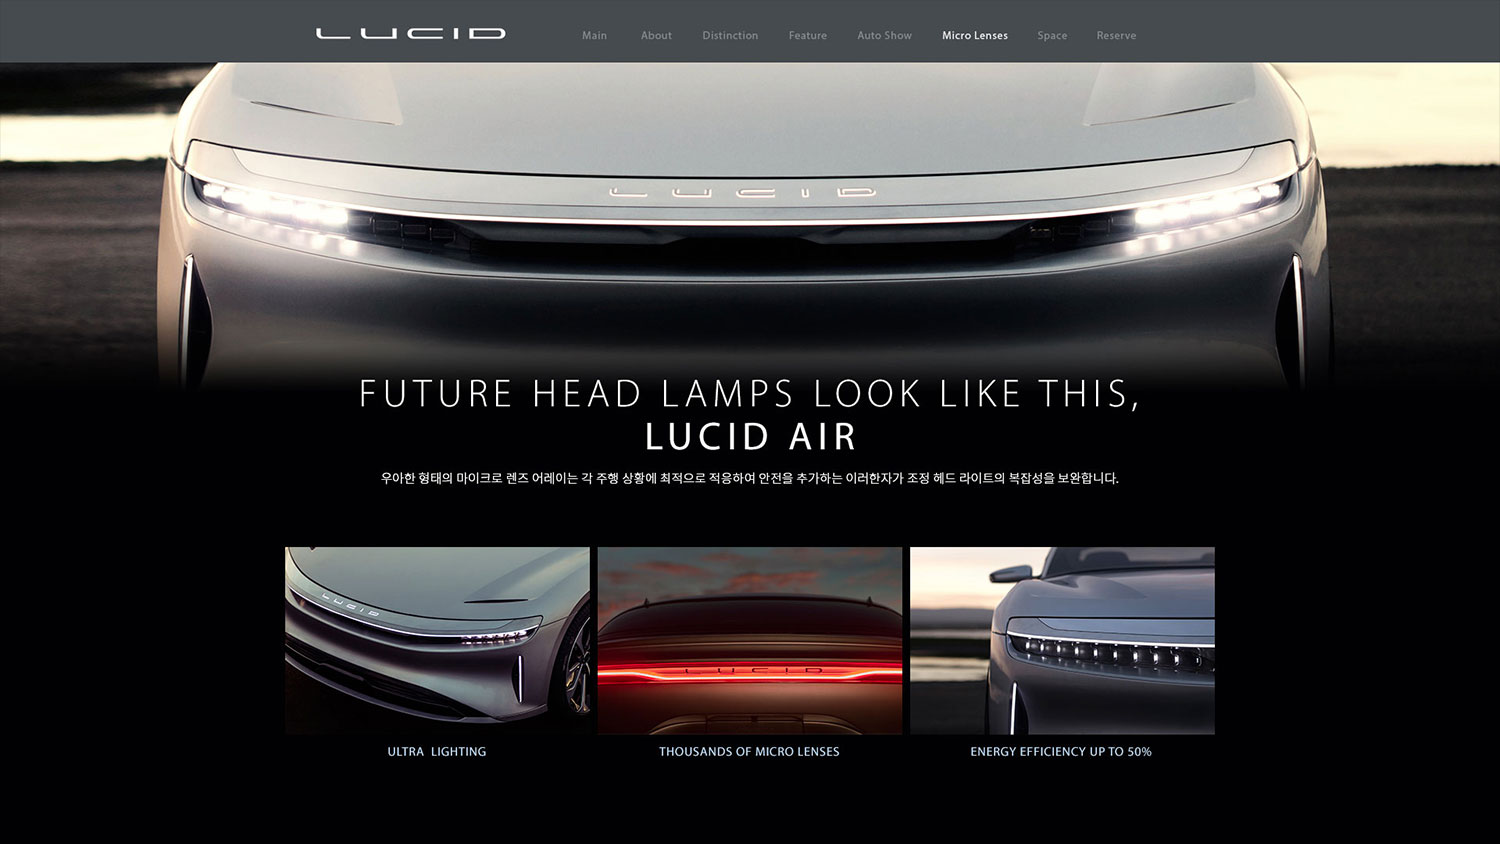 LUCID
Main About Distinction Feature Auto Show Micro Lenses Space Reserve
LUCID
FUTURE HEAD LAMPS LOOK LIKE THIS,
LUCID AIR
우아한 형태의 마이크로 렌즈 어레이는 각 주행 상황에 최적으로 적응하여 안전을 추가하는 이러한자가 조정 헤드 라이트의 복잡성을 보완합니다.
LUCID
LUCID
ULTRA LIGHTING
THOUSANDS OF MICRO LENSES
ENERGY EFFICIENCY UP TO 50%